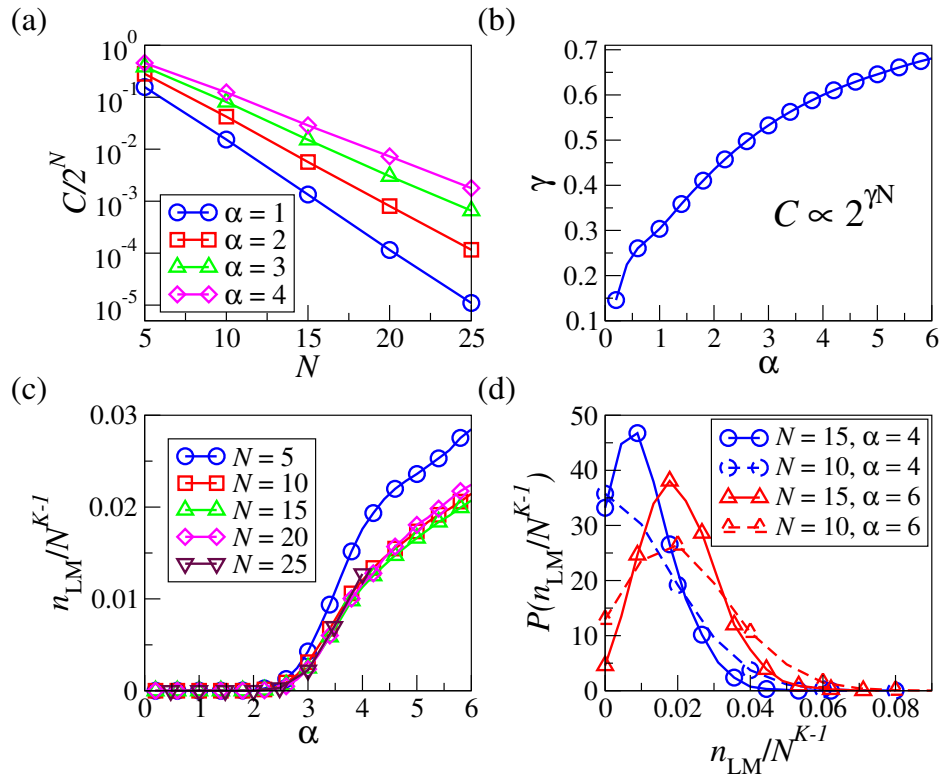 (a)
C/2^N
10^0
10^-1
10^-2
10^-3
10^-4
10^-5
α = 1
α = 2
α = 3
α = 4
5 10 15 20 25
N
(b)
γ
0.7
0.6
0.5
0.4
0.3
0.2
0.1
C ∝ 2^γN
0 1 2 3 4 5 6
α
(c)
n_LM/N^K-1
0.03
0.02
0.01
0
N = 5
N = 10
N = 15
N = 20
N = 25
0 1 2 3 4 5 6
α
(d)
P(n_LM/N^K-1)
50
40
30
20
10
0
N = 15, α = 4
N = 10, α = 4
N = 15, α = 6
N = 10, α = 6
0 0.02 0.04 0.06 0.08
n_LM/N^K-1